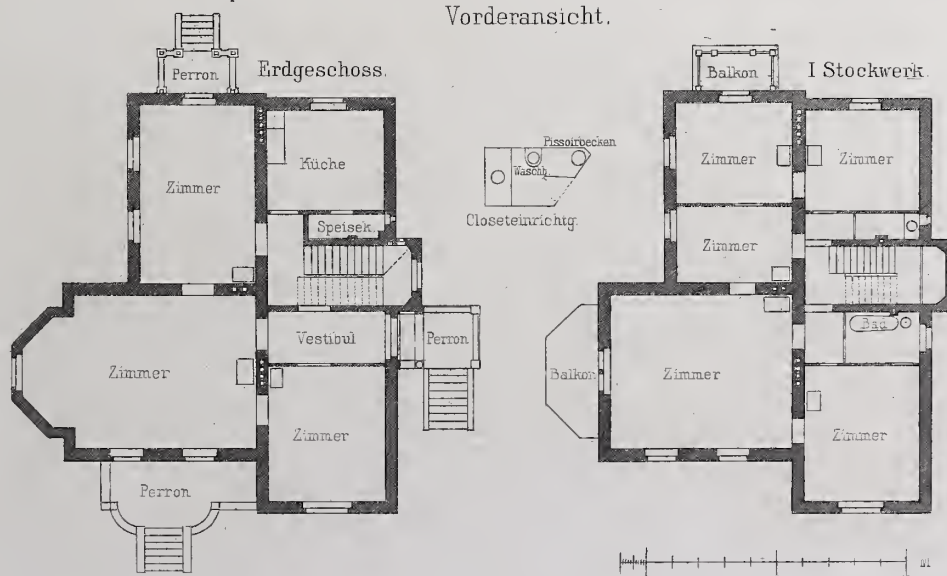 Vorderansicht.
Erdgeschoss.
Perron
Zimmer
Küche
Speisek.
Vestibul
Perron
Zimmer
Zimmer
Perron
Pissoirbecken
Waschb.
Closeteinrichtg.
I Stockwerk.
Balkon
Zimmer
Zimmer
Zimmer
Bad
Balkon
Zimmer
Zimmer
M